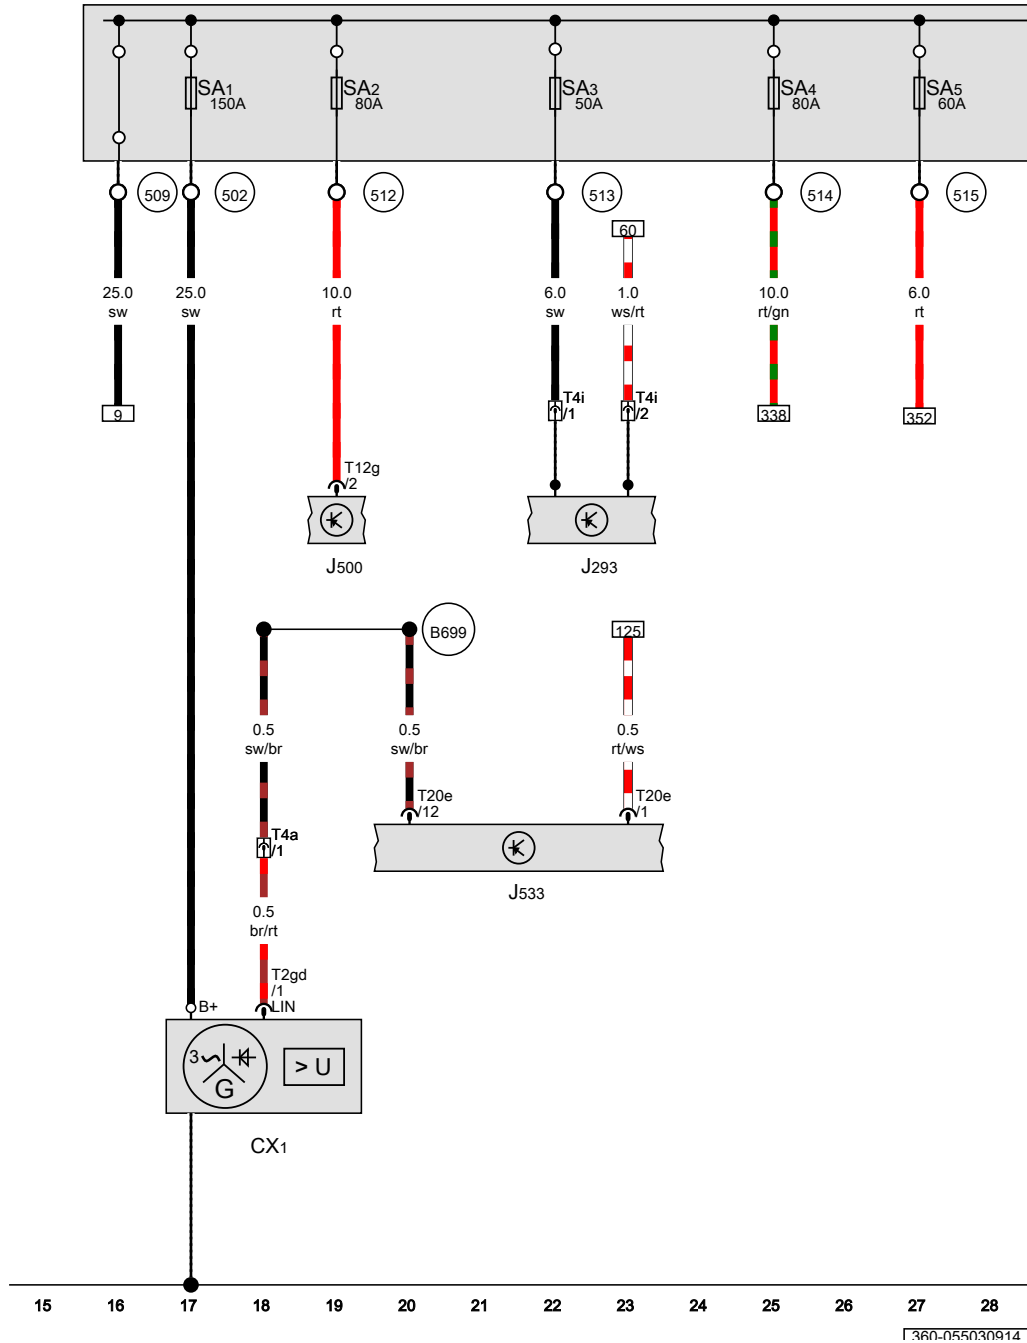 SA1
150A
SA2
80A
SA3
50A
SA4
80A
SA5
60A
509
502
512
513
514
515
60
25.0
sw
25.0
sw
10.0
rt
6.0
sw
1.0
ws/rt
10.0
rt/gn
6.0
rt
9
T4i
/1
T4i
/2
338
352
T12g
/2
J500
J293
B699
125
0.5
sw/br
0.5
sw/br
0.5
rt/ws
T20e
/12
T20e
/1
T4a
/1
J533
0.5
br/rt
T2gd
/1
B+
LIN
3
G
> U
CX1
15 16 17 18 19 20 21 22 23 24 25 26 27 28
360-055030914